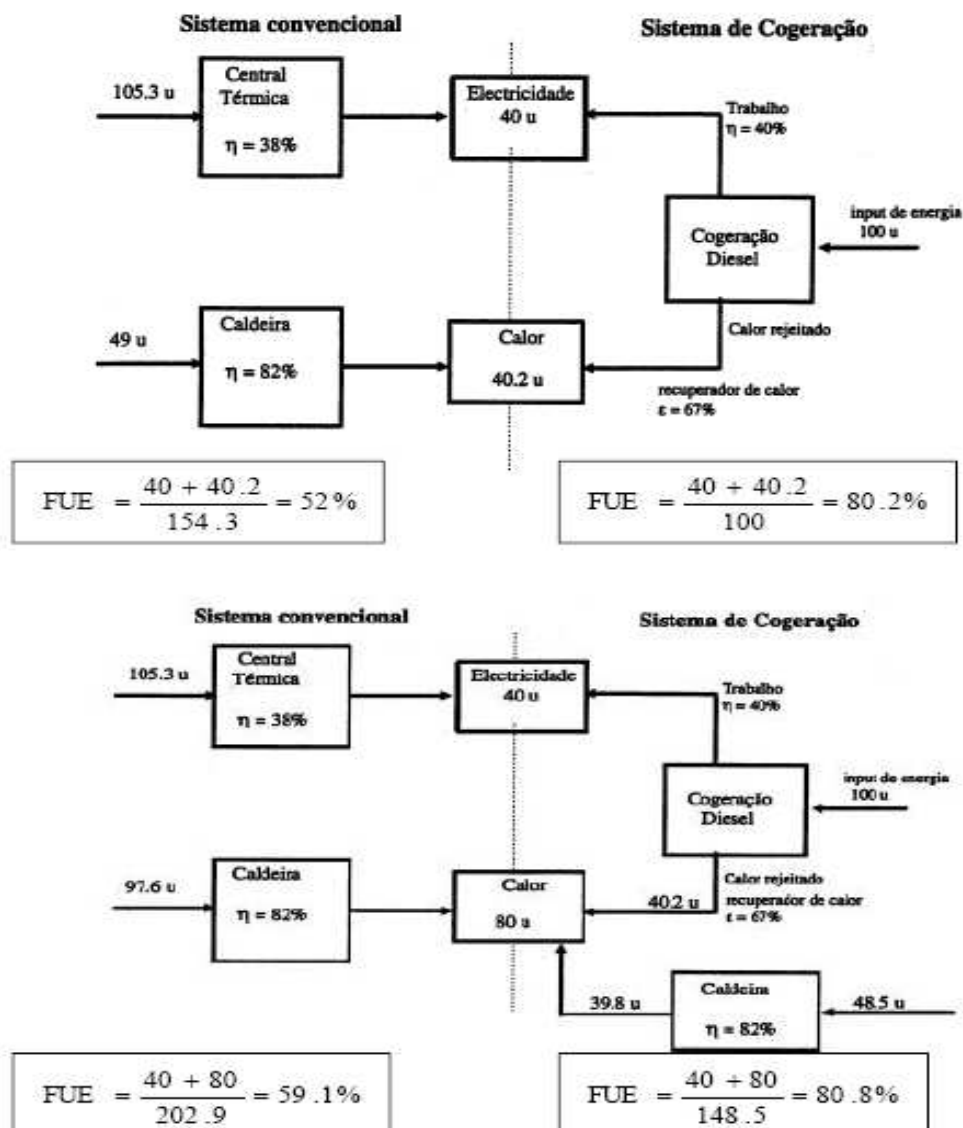 Sistema convencional
Sistema de Cogeração
105.3 u
Central
Térmica
η = 38%
Electricidade
40 u
Trabalho
η = 40%
Cogeração
Diesel
input de energia
100 u
49 u
Caldeira
η = 82%
Calor
40.2 u
Calor rejeitado
recuperador de calor
ε = 67%
FUE = 40 + 40.2 / 154.3 = 52%
FUE = 40 + 40.2 / 100 = 80.2%
Sistema convencional
Sistema de Cogeração
105.3 u
Central
Térmica
η = 38%
Electricidade
40 u
Trabalho
η = 40%
Cogeração
Diesel
input de energia
100 u
97.6 u
Caldeira
η = 82%
Calor
80 u
40.2 u
Calor rejeitado
recuperador de calor
ε = 67%
39.8 u
Caldeira
η = 82%
48.5 u
FUE = 40 + 80 / 202.9 = 59.1%
FUE = 40 + 80 / 148.5 = 80.8%